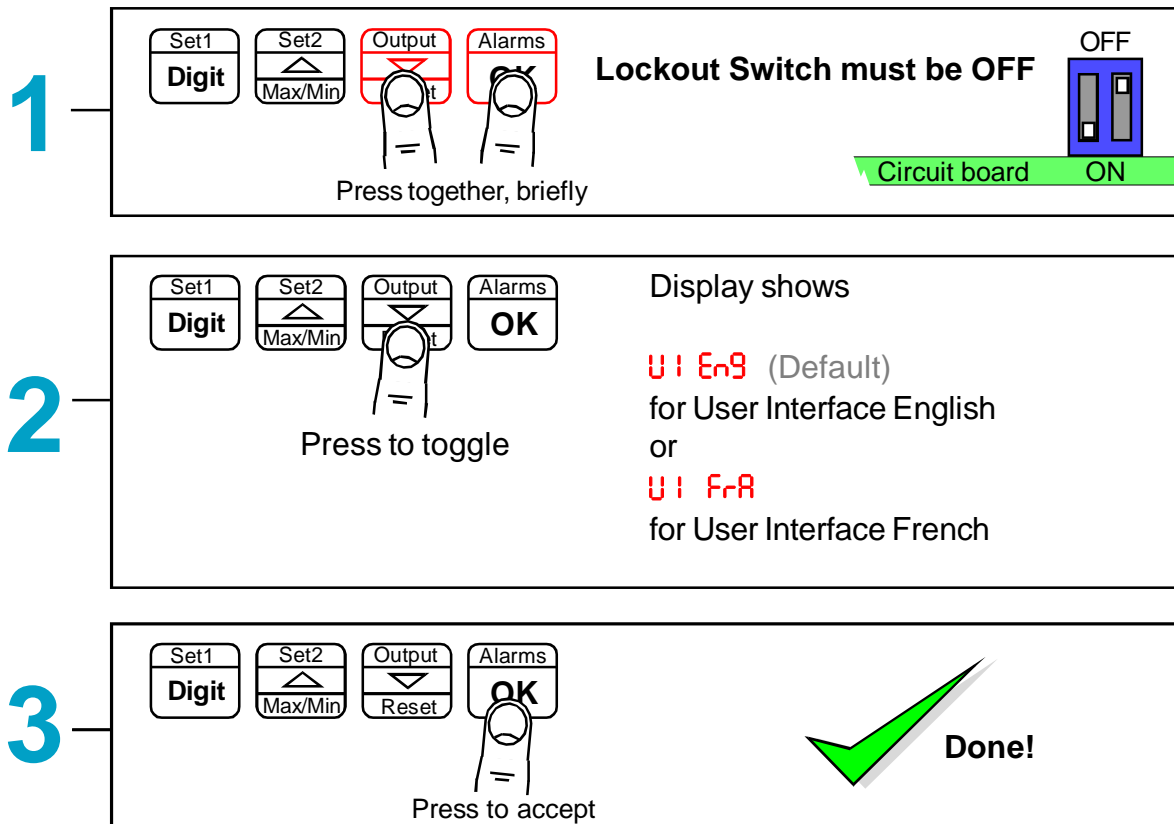 1
Set1 Set2 Output Alarms
Digit
Max/Min
Lockout Switch must be OFF
OFF
Circuit board ON
Press together, briefly
2
Set1 Set2 Output Alarms
Digit OK
Max/Min
Press to toggle
Display shows
UI Eng (Default)
for User Interface English
or
UI FrA
for User Interface French
3
Set1 Set2 Output Alarms
Digit OK
Max/Min Reset
Press to accept
Done!